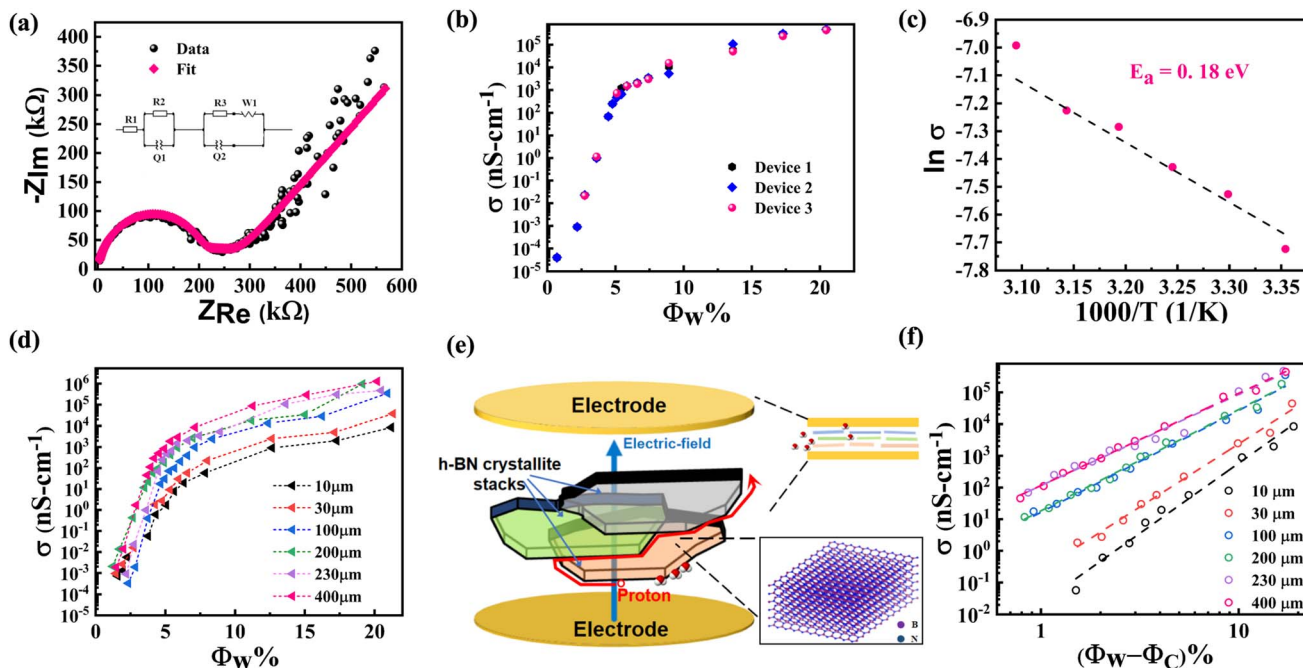 (a)
-ZIm (kΩ)
400
350
300
250
200
150
100
50
0
Data
Fit
R1
R2
Q1
R3
W1
Q2
0 100 200 300 400 500 600
ZRe (kΩ)
(b)
σ (nS-cm⁻¹)
10⁵
10⁴
10³
10²
10¹
10⁰
10⁻¹
10⁻²
10⁻³
10⁻⁴
10⁻⁵
Device 1
Device 2
Device 3
0 5 10 15 20
Φw%
(c)
ln σ
-6.9
-7.0
-7.1
-7.2
-7.3
-7.4
-7.5
-7.6
-7.7
-7.8
Eₐ = 0. 18 eV
3.10 3.15 3.20 3.25 3.30 3.35
1000/T (1/K)
(d)
σ (nS-cm⁻¹)
10⁶
10⁵
10⁴
10³
10²
10¹
10⁰
10⁻¹
10⁻²
10⁻³
10⁻⁴
10⁻⁵
10μm
30μm
100μm
200μm
230μm
400μm
0 5 10 15 20
Φw%
(e)
Electrode
Electric-field
h-BN crystallite
stacks
Proton
Electrode
B
N
(f)
σ (nS-cm⁻¹)
10⁵
10⁴
10³
10²
10¹
10⁰
10⁻¹
10⁻²
10 μm
30 μm
100 μm
200 μm
230 μm
400 μm
1 10
(Φw–ΦC)%